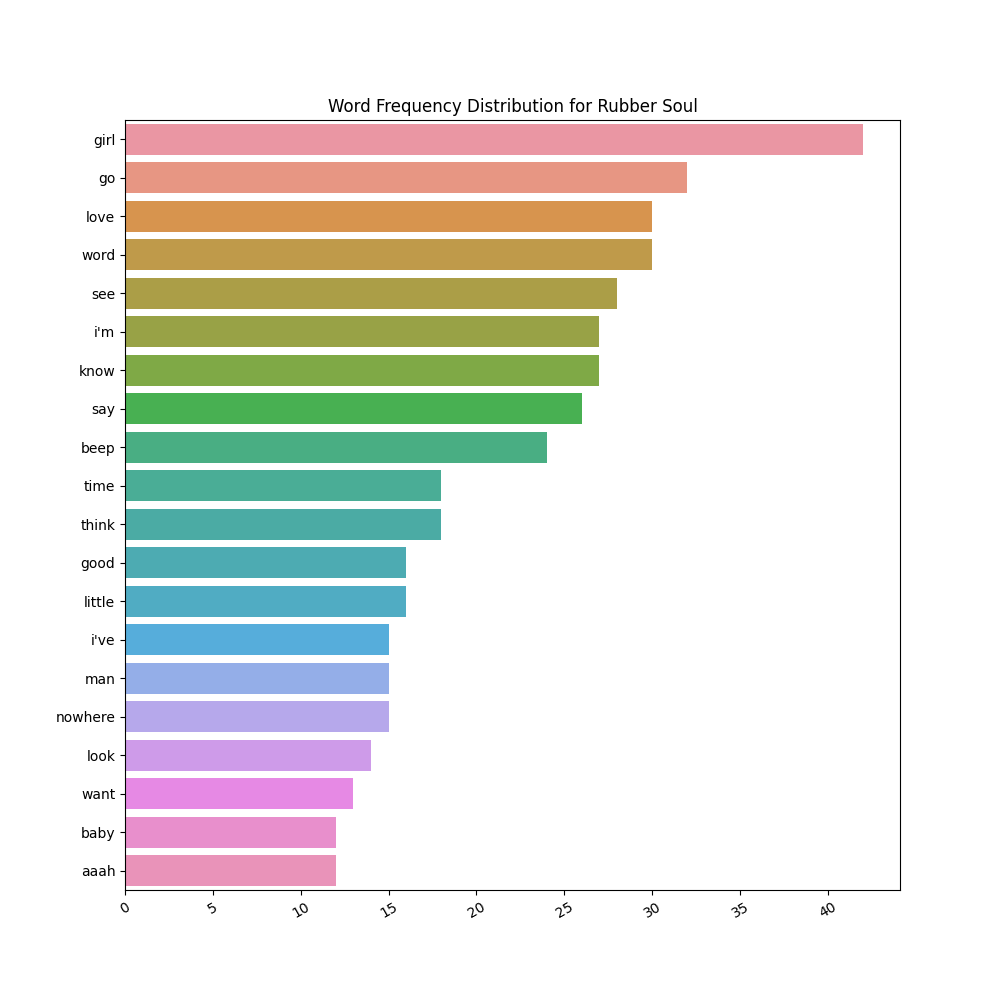 Word Frequency Distribution for Rubber Soul
girl
go
love
word
see
i'm
know
say
beep
time
think
good
little
i've
man
nowhere
look
want
baby
aaah
0 5 10 15 20 25 30 35 40